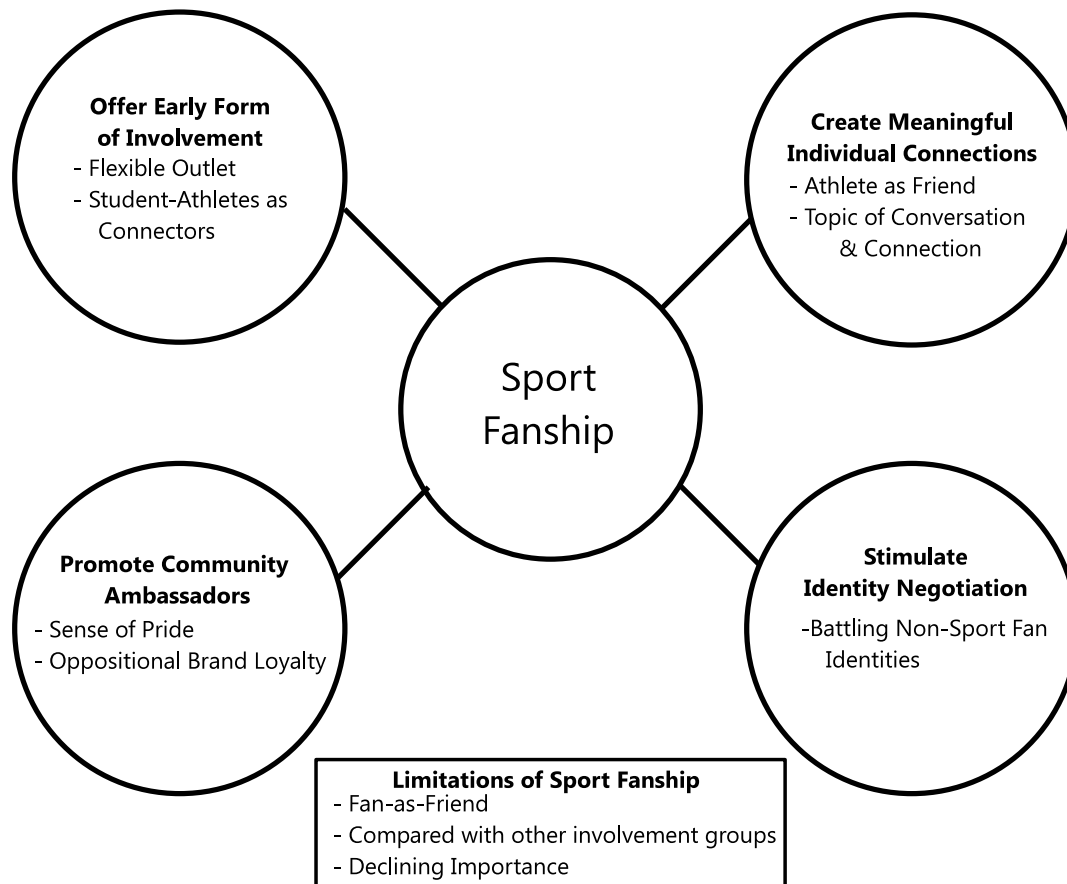 Offer Early Form
of Involvement
- Flexible Outlet
- Student-Athletes as
Connectors
Create Meaningful
Individual Connections
- Athlete as Friend
- Topic of Conversation
& Connection
Sport
Fanship
Promote Community
Ambassadors
- Sense of Pride
- Oppositional Brand Loyalty
Stimulate
Identity Negotiation
-Battling Non-Sport Fan
Identities
Limitations of Sport Fanship
- Fan-as-Friend
- Compared with other involvement groups
- Declining Importance